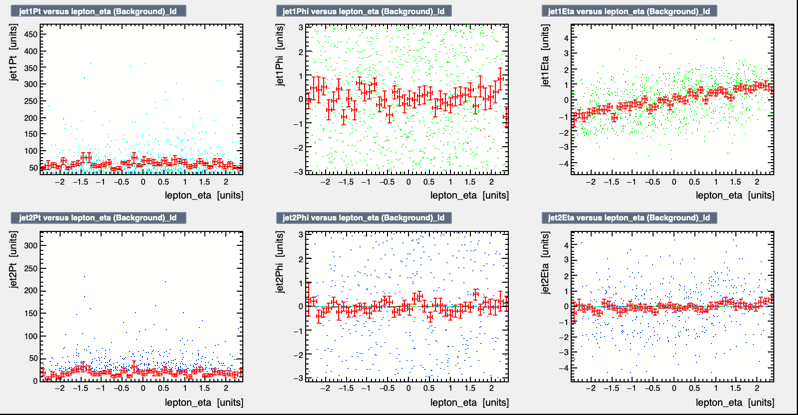 jet1Pt versus lepton_eta (Background)_Id
jet1Phi versus lepton_eta (Background)_Id
jet1Eta versus lepton_eta (Background)_Id
jet1Pt [units]
450
400
350
300
250
200
150
100
50
−2 −1.5 −1 −0.5 0 0.5 1 1.5 2
lepton_eta [units]
jet1Phi [units]
3
2
1
0
−1
−2
−3
−2 −1.5 −1 −0.5 0 0.5 1 1.5 2
lepton_eta [units]
jet1Eta [units]
4
3
2
1
0
−1
−2
−3
−4
−2 −1.5 −1 −0.5 0 0.5 1 1.5 2
lepton_eta [units]
jet2Pt versus lepton_eta (Background)_Id
jet2Phi versus lepton_eta (Background)_Id
jet2Eta versus lepton_eta (Background)_Id
jet2Pt [units]
300
250
200
150
100
50
0
−2 −1.5 −1 −0.5 0 0.5 1 1.5 2
lepton_eta [units]
jet2Phi [units]
3
2
1
0
−1
−2
−3
−2 −1.5 −1 −0.5 0 0.5 1 1.5 2
lepton_eta [units]
jet2Eta [units]
5
4
3
2
1
0
−1
−2
−3
−4
−2 −1.5 −1 −0.5 0 0.5 1 1.5 2
lepton_eta [units]